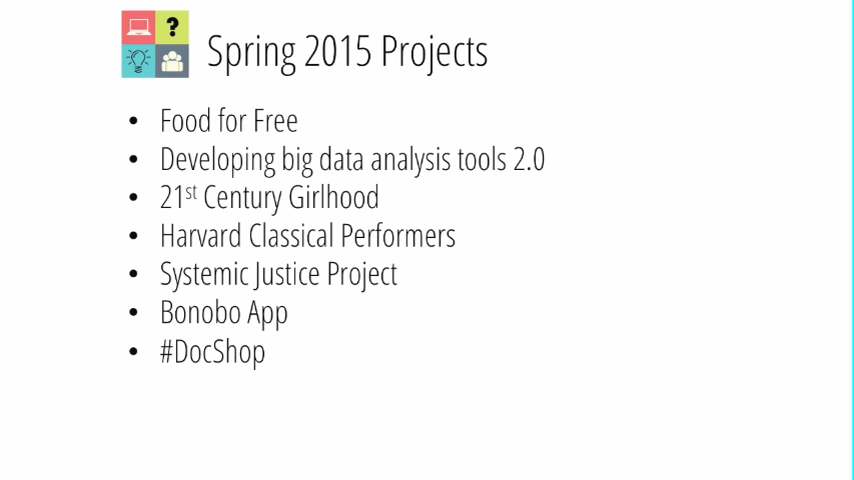 ?
Spring 2015 Projects
• Food for Free
• Developing big data analysis tools 2.0
• 21st Century Girlhood
• Harvard Classical Performers
• Systemic Justice Project
• Bonobo App
• #DocShop